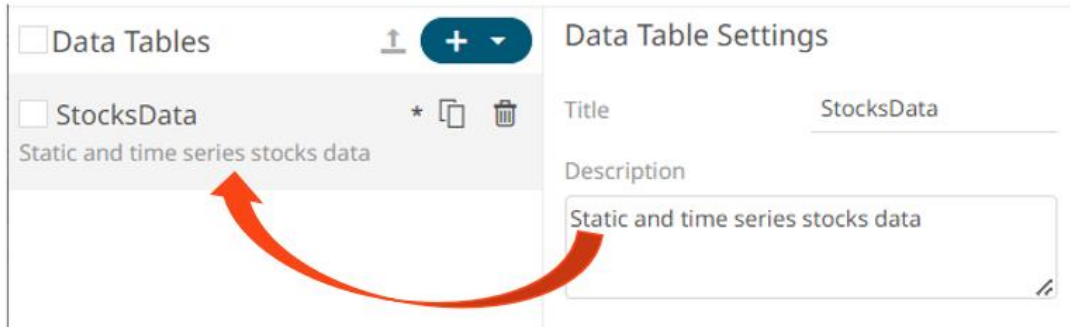 Data Tables
StocksData *
Static and time series stocks data
Data Table Settings
Title StocksData
Description
Static and time series stocks data